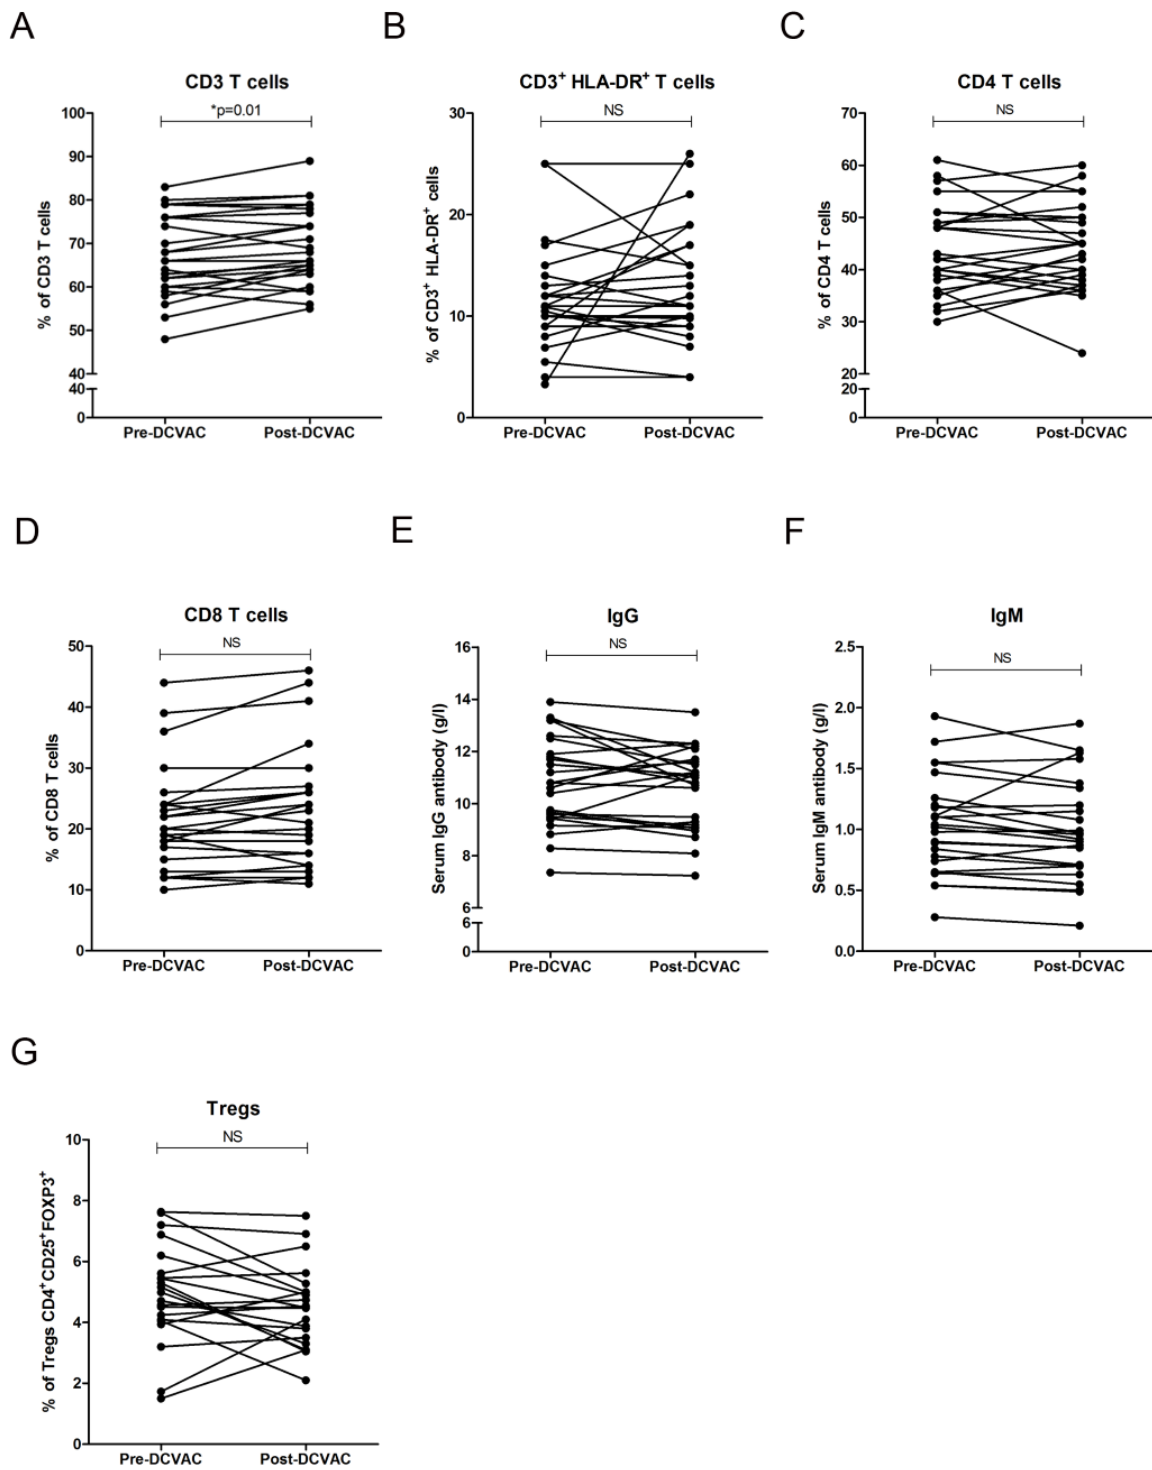 A
B
C
CD3 T cells
CD3⁺ HLA-DR⁺ T cells
CD4 T cells
*p=0.01
NS
NS
% of CD3 T cells
100
90
80
70
60
50
40
40
0
Pre-DCVAC Post-DCVAC
% of CD3⁺ HLA-DR⁺ cells
30
20
10
0
Pre-DCVAC Post-DCVAC
% of CD4 T cells
70
60
50
40
30
20
20
0
Pre-DCVAC Post-DCVAC
D
E
F
CD8 T cells
IgG
IgM
NS
NS
NS
% of CD8 T cells
50
40
30
20
10
0
Pre-DCVAC Post-DCVAC
Serum IgG antibody (g/l)
16
14
12
10
8
6
6
0
Pre-DCVAC Post-DCVAC
Serum IgM antibody (g/l)
2.5
2.0
1.5
1.0
0.5
0.0
Pre-DCVAC Post-DCVAC
G
Tregs
NS
% of Tregs CD4⁺CD25⁺FOXP3⁺
10
8
6
4
2
0
Pre-DCVAC Post-DCVAC